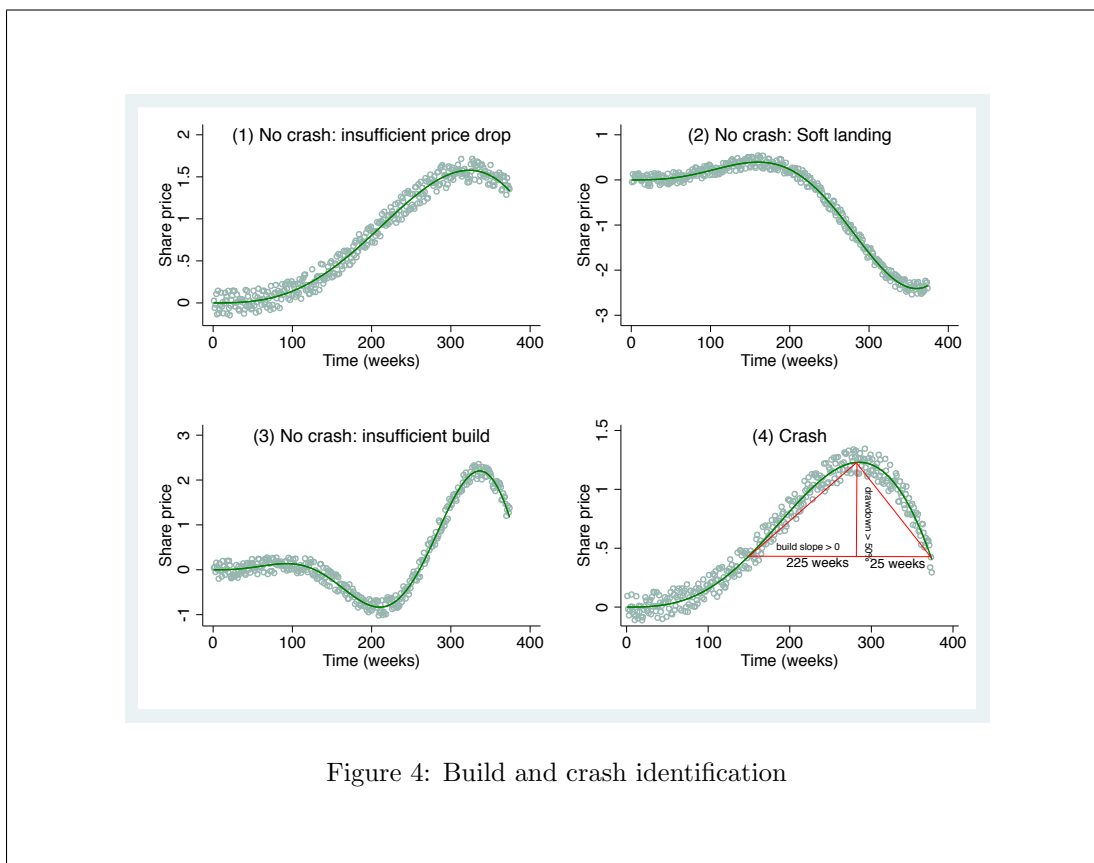 (1) No crash: insufficient price drop
Share price
2
1.5
1
.5
0
0 100 200 300 400
Time (weeks)
(2) No crash: Soft landing
Share price
1
0
-1
-2
-3
0 100 200 300 400
Time (weeks)
(3) No crash: insufficient build
Share price
3
2
1
0
-1
0 100 200 300 400
Time (weeks)
(4) Crash
Share price
1.5
1
.5
0
build slope > 0
drawdown > 50%
225 weeks
25 weeks
0 100 200 300 400
Time (weeks)
Figure 4: Build and crash identification